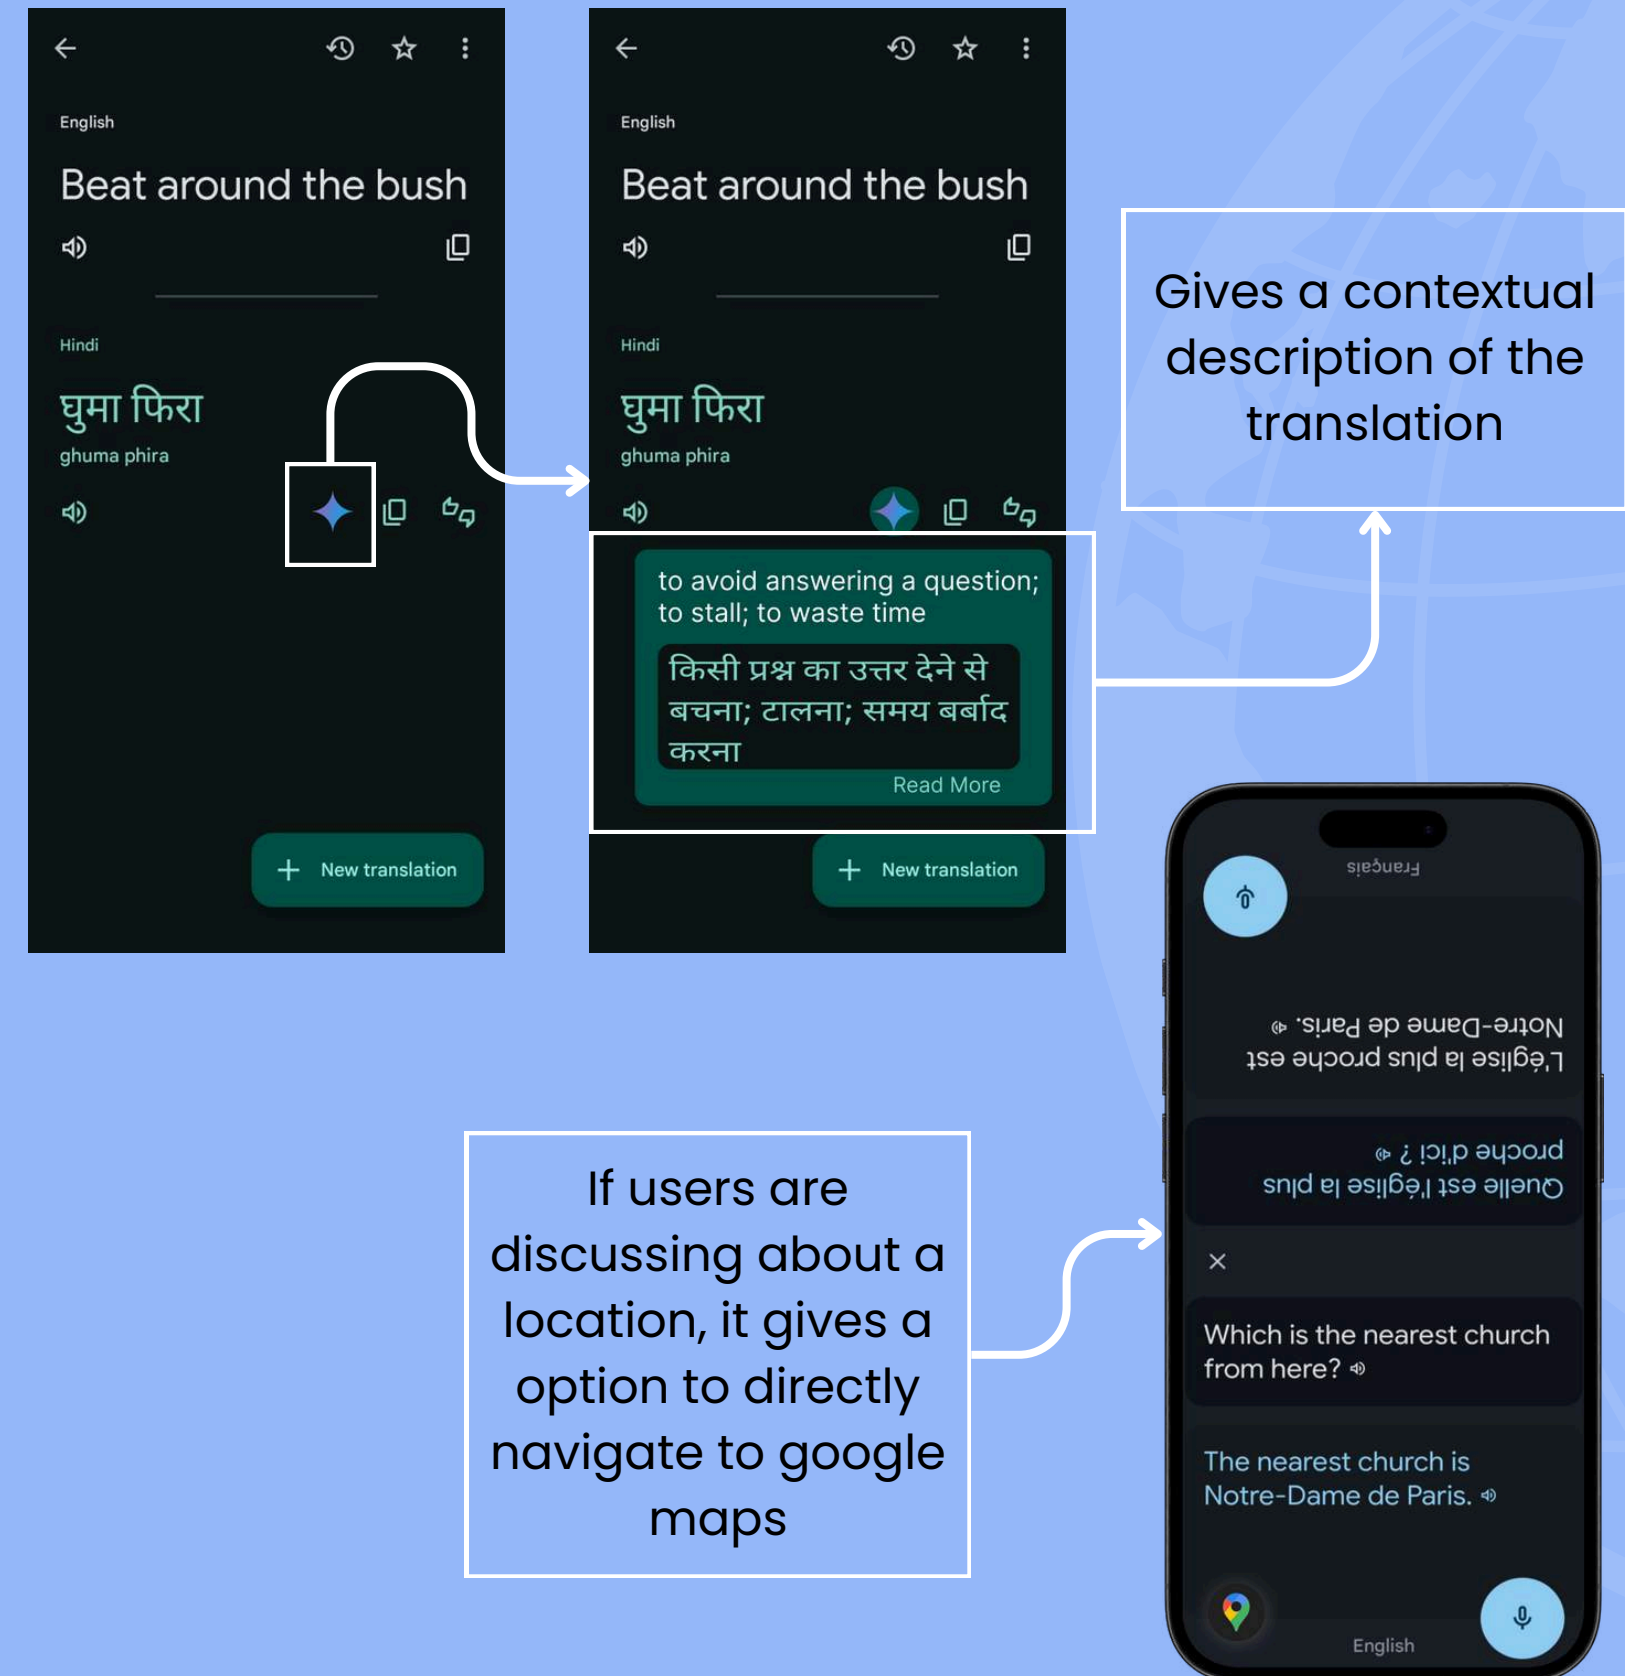 English
Beat around the bush
Hindi
घुमा फिरा
ghuma phira
New translation
English
Beat around the bush
Hindi
घुमा फिरा
ghuma phira
to avoid answering a question;
to stall; to waste time
किसी प्रश्न का उत्तर देने से
बचना; टालना; समय बर्बाद
करना
Read More
New translation
Gives a contextual
description of the
translation
If users are
discussing about a
location, it gives a
option to directly
navigate to google
maps
Français
L'église la plus proche est
Notre-Dame de Paris.
Quelle est l'église la plus
proche d'ici ?
Which is the nearest church
from here?
The nearest church is
Notre-Dame de Paris.
English